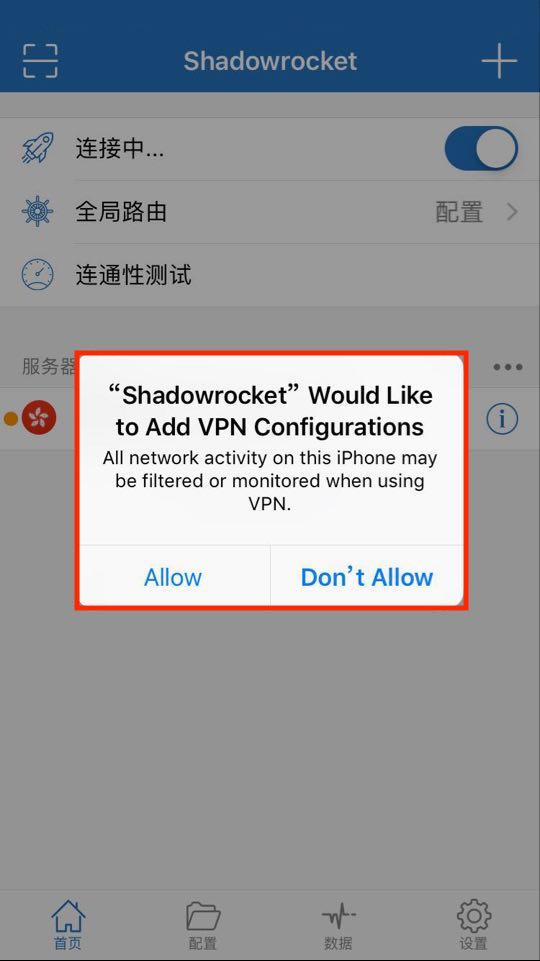 Shadowrocket
连接中...
全局路由 配置
连通性测试
服务器
“Shadowrocket” Would Like
to Add VPN Configurations
All network activity on this iPhone may
be filtered or monitored when using
VPN.
Allow Don’t Allow
首页 配置 数据 设置